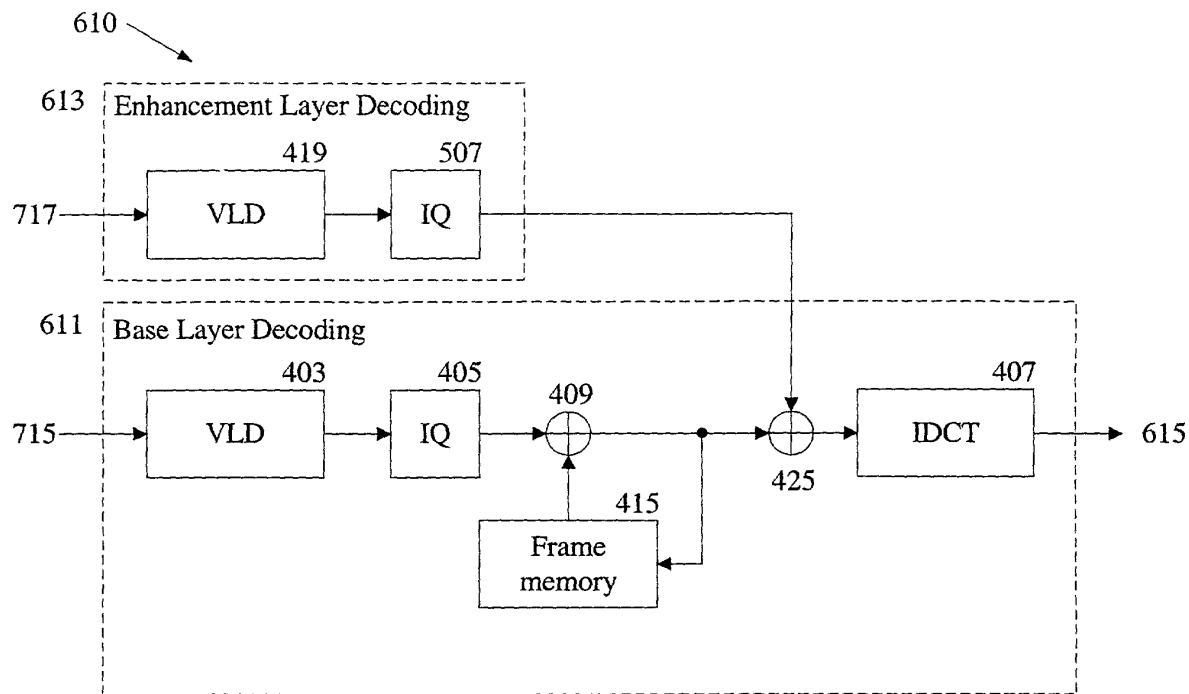 610
613
Enhancement Layer Decoding
419
507
717
VLD
IQ
611
Base Layer Decoding
403
405
409
407
715
VLD
IQ
IDCT
615
425
415
Frame
memory